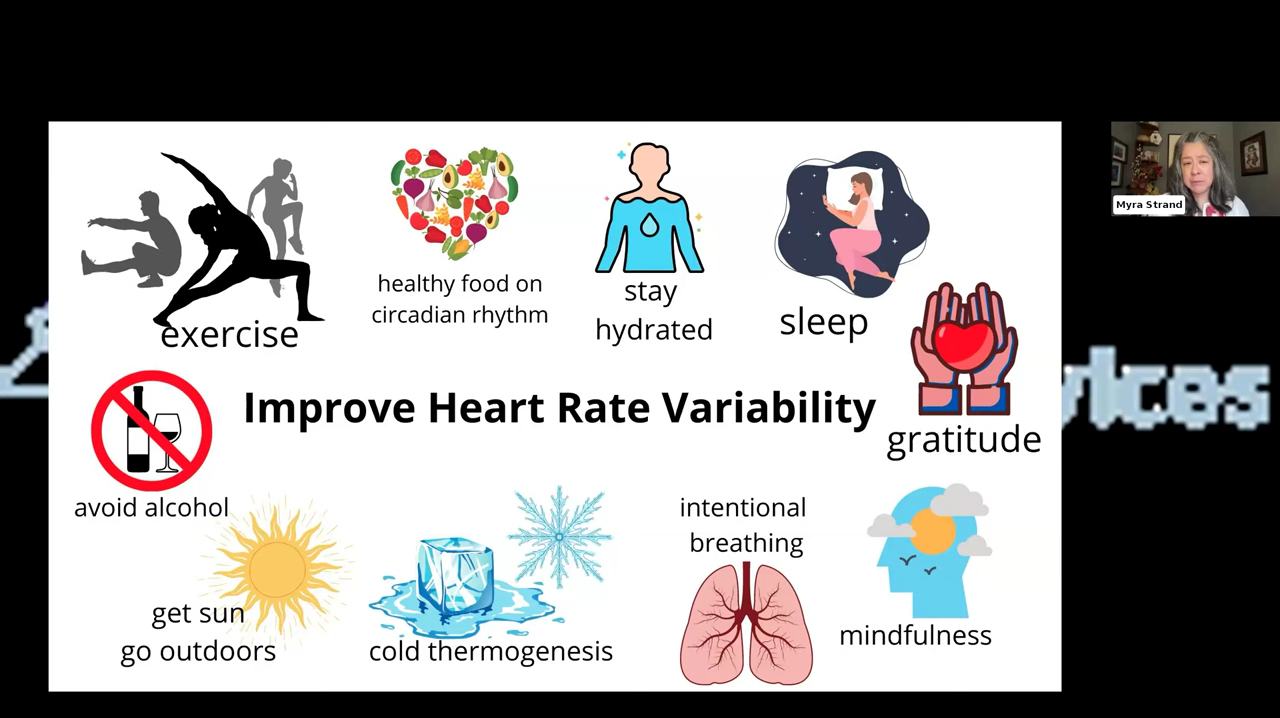 Myra Strand
exercise
healthy food on
circadian rhythm
stay
hydrated
sleep
Improve Heart Rate Variability
gratitude
avoid alcohol
get sun
go outdoors
cold thermogenesis
intentional
breathing
mindfulness